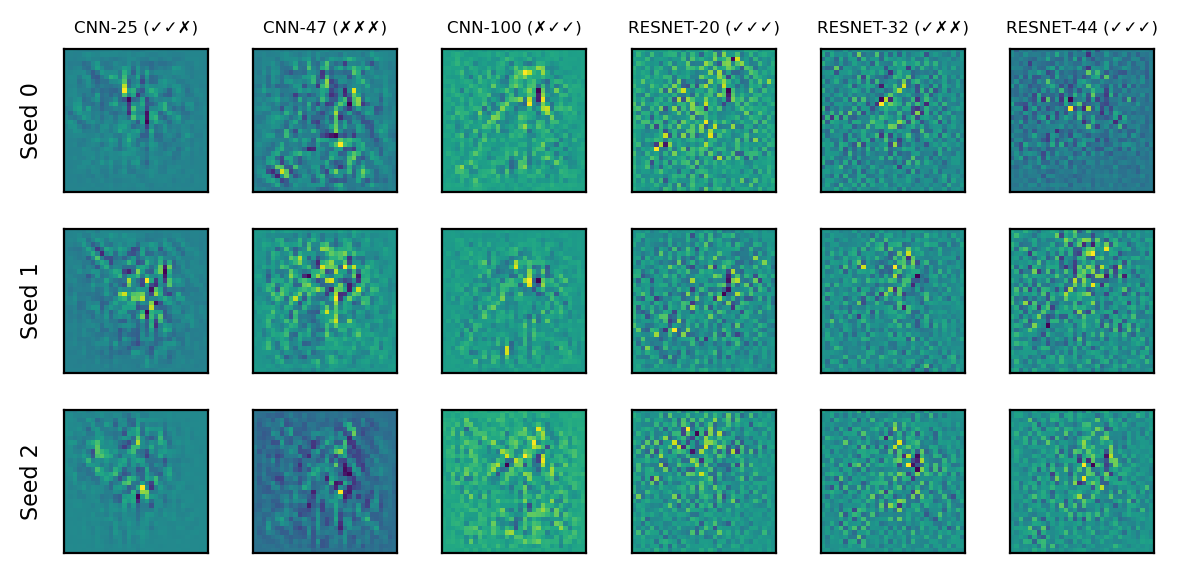 CNN-25 (✓✓✗) CNN-47 (✗✗✗) CNN-100 (✗✓✓) RESNET-20 (✓✓✓) RESNET-32 (✓✗✗) RESNET-44 (✓✓✓)
Seed 0
Seed 1
Seed 2